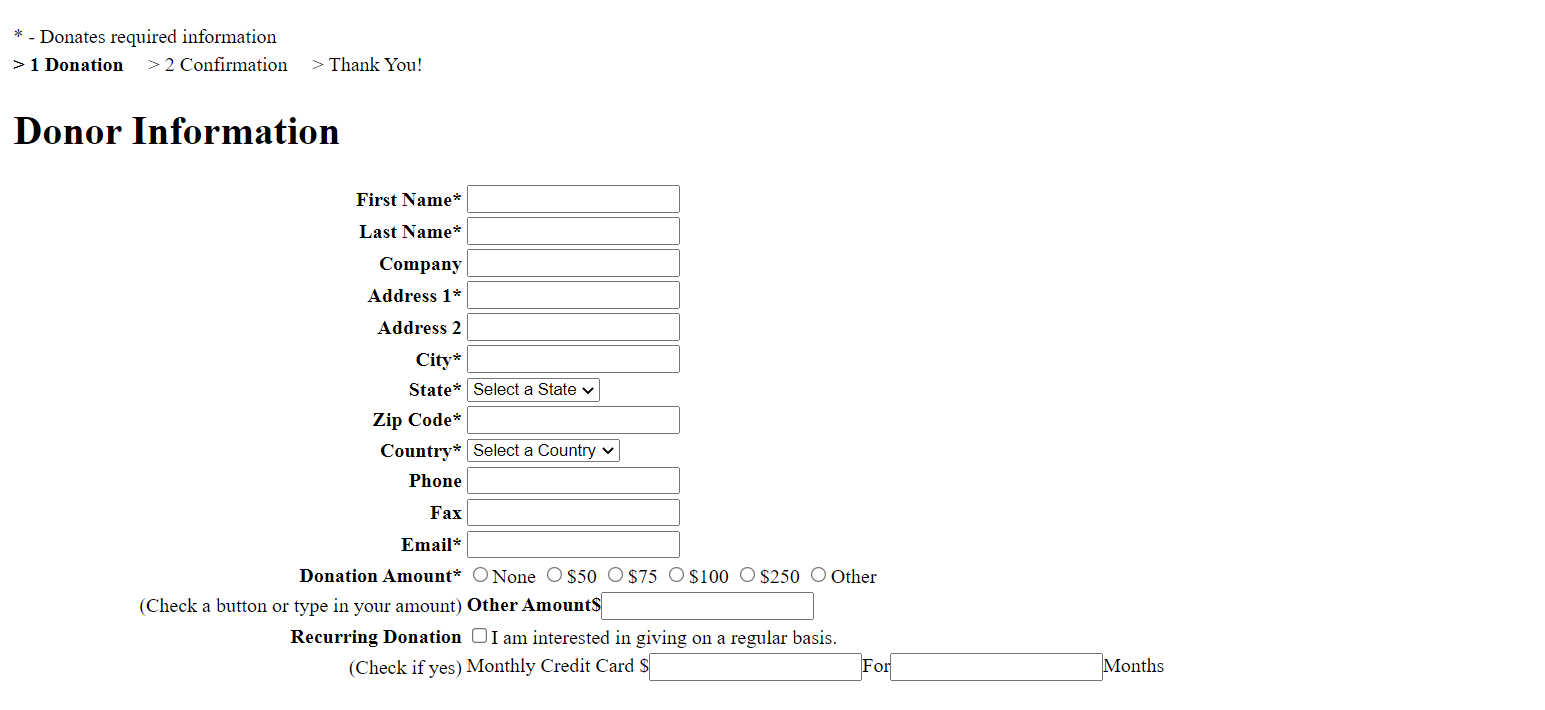 * - Donates required information
> 1 Donation > 2 Confirmation > Thank You!
Donor Information
First Name*
Last Name*
Company
Address 1*
Address 2
City*
State* Select a State
Zip Code*
Country* Select a Country
Phone
Fax
Email*
Donation Amount* None $50 $75 $100 $250 Other
(Check a button or type in your amount) Other Amount$
Recurring Donation I am interested in giving on a regular basis.
(Check if yes) Monthly Credit Card $ For Months